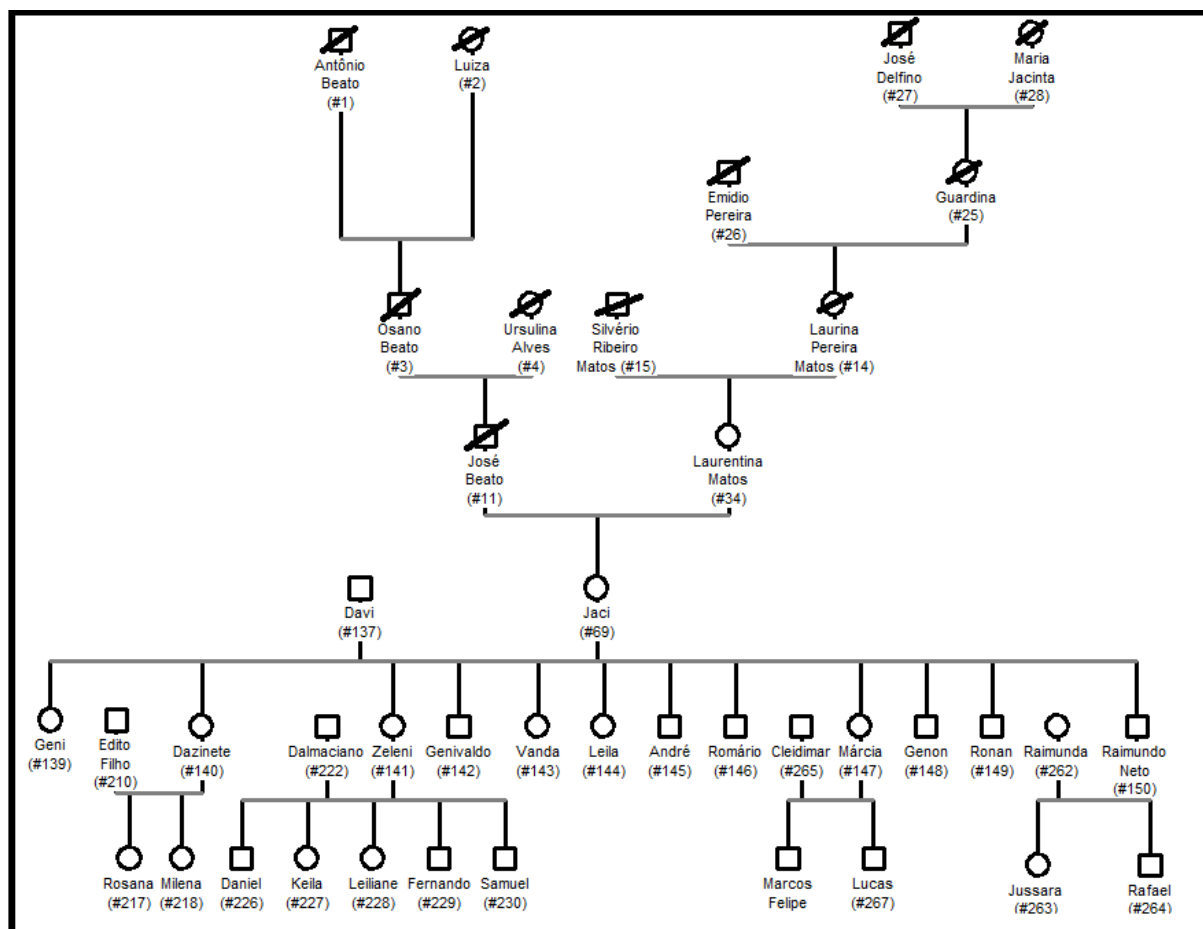 Antônio
Beato
(#1)
Luiza
(#2)
José
Delfino
(#27)
Maria
Jacinta
(#28)
Emidio
Pereira
(#26)
Guardina
(#25)
Osano
Beato
(#3)
Ursulina
Alves
(#4)
Silvério
Ribeiro
Matos (#15)
Laurina
Pereira
Matos (#14)
José
Beato
(#11)
Laurentina
Matos
(#34)
Davi
(#137)
Jaci
(#69)
Geni
(#139)
Edito
Filho
(#210)
Dazinete
(#140)
Dalmaciano
(#222)
Zeleni
(#141)
Genivaldo
(#142)
Vanda
(#143)
Leila
(#144)
André
(#145)
Romário
(#146)
Cleidimar
(#265)
Márcia
(#147)
Genon
(#148)
Ronan
(#149)
Raimunda
(#262)
Raimundo
Neto
(#150)
Rosana
(#217)
Milena
(#218)
Daniel
(#226)
Keila
(#227)
Leiliane
(#228)
Fernando
(#229)
Samuel
(#230)
Marcos
Felipe
Lucas
(#267)
Jussara
(#263)
Rafael
(#264)